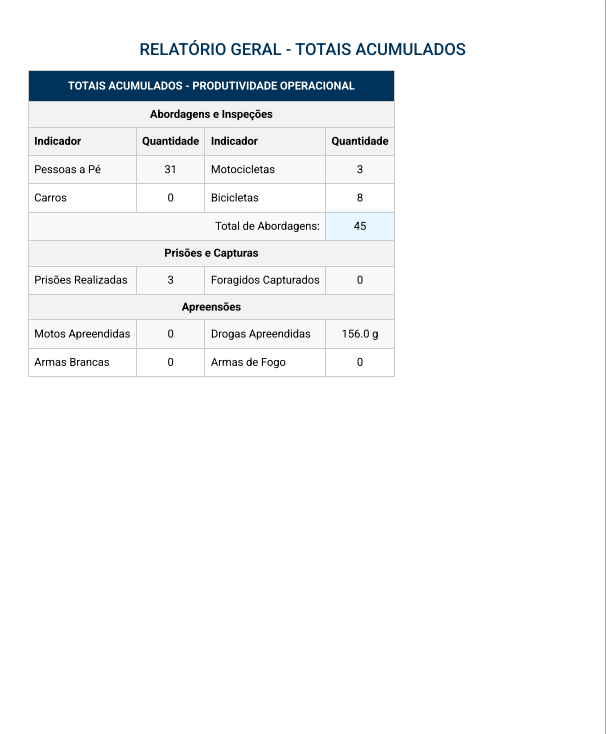 RELATÓRIO GERAL - TOTAIS ACUMULADOS
TOTAIS ACUMULADOS - PRODUTIVIDADE OPERACIONAL
Abordagens e Inspeções
Indicador Quantidade Indicador Quantidade
Pessoas a Pé 31 Motocicletas 3
Carros 0 Bicicletas 8
Total de Abordagens: 45
Prisões e Capturas
Prisões Realizadas 3 Foragidos Capturados 0
Apreensões
Motos Apreendidas 0 Drogas Apreendidas 156.0 g
Armas Brancas 0 Armas de Fogo 0